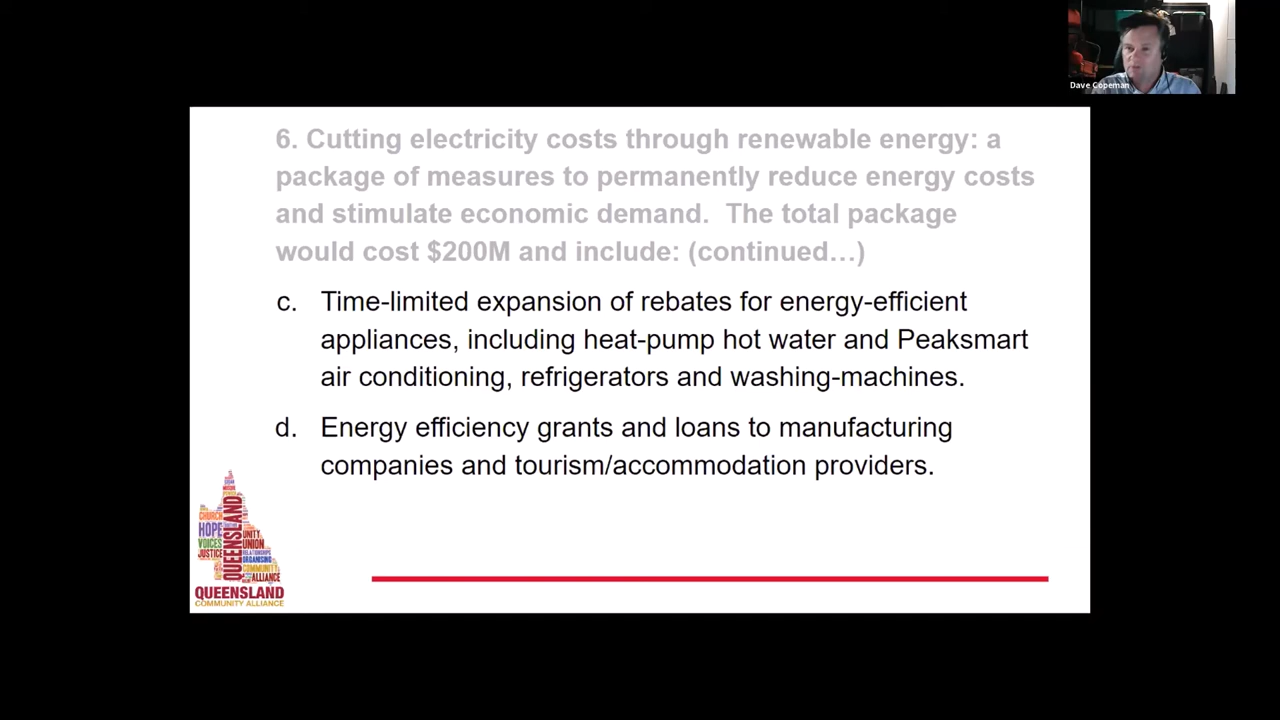 Dave Copeman
6. Cutting electricity costs through renewable energy: a
package of measures to permanently reduce energy costs
and stimulate economic demand.  The total package
would cost $200M and include: (continued…)
c. Time-limited expansion of rebates for energy-efficient
appliances, including heat-pump hot water and Peaksmart
air conditioning, refrigerators and washing-machines.
d. Energy efficiency grants and loans to manufacturing
companies and tourism/accommodation providers.
CHURCH
HOPE
VOICES
JUSTICE
QUEENSLAND
UNITY
UNION
RELATIONSHIPS
ORGANISING
COMMUNITY
ALLIANCE
QUEENSLAND
COMMUNITY ALLIANCE